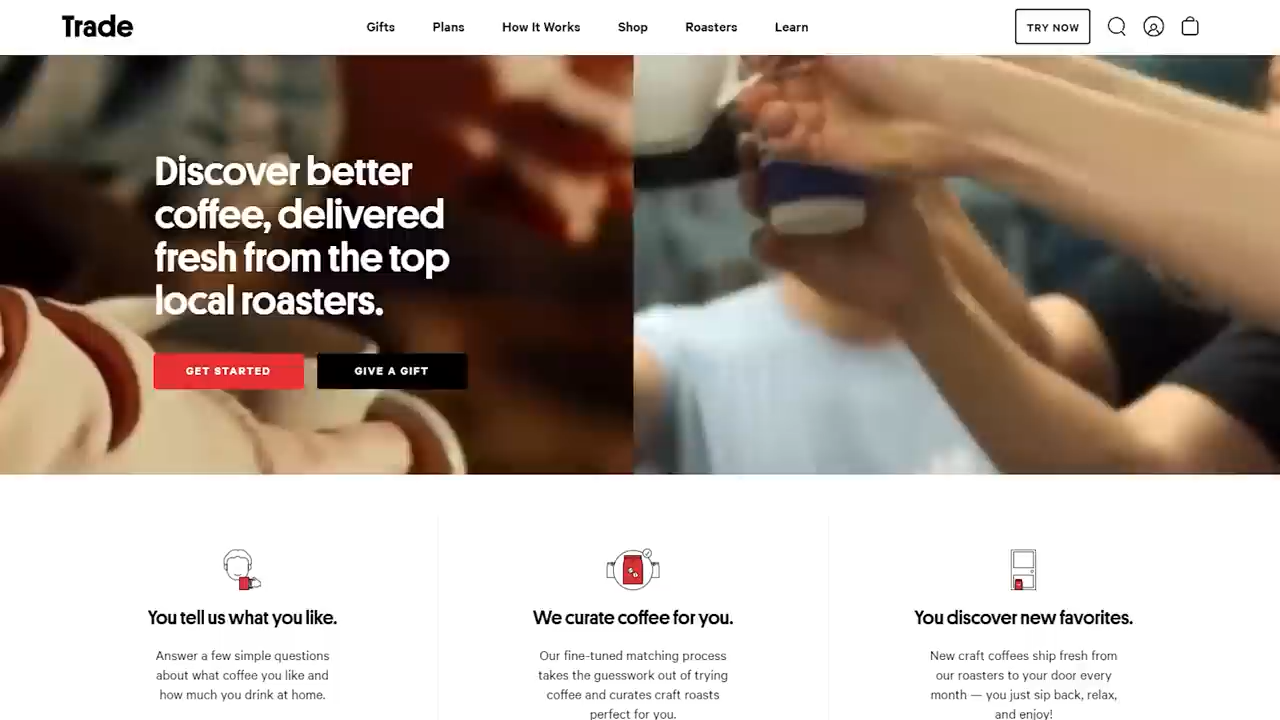 Trade
Gifts
Plans
How It Works
Shop
Roasters
Learn
TRY NOW
Discover better
coffee, delivered
fresh from the top
local roasters.
GET STARTED
GIVE A GIFT
You tell us what you like.
Answer a few simple questions
about what coffee you like and
how much you drink at home.
We curate coffee for you.
Our fine-tuned matching process
takes the guesswork out of trying
coffee and curates craft roasts
perfect for you.
You discover new favorites.
New craft coffees ship fresh from
our roasters to your door every
month — you just sip back, relax,
and enjoy!